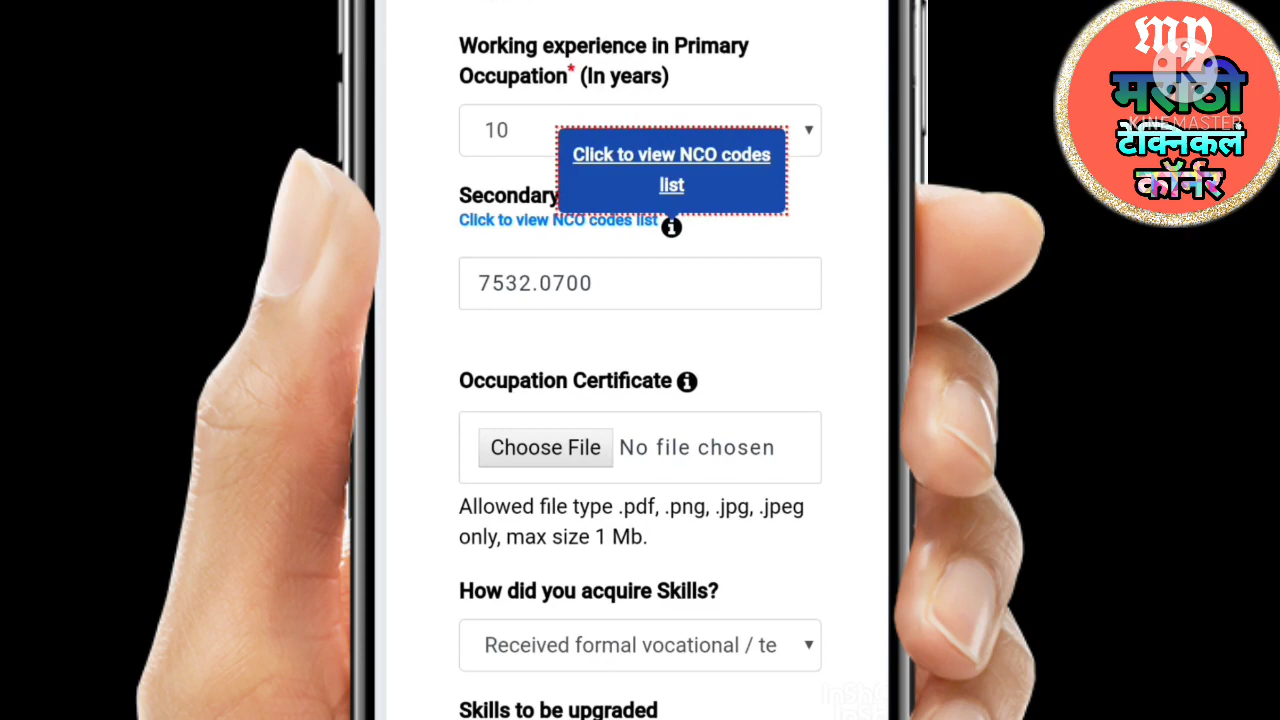 Working experience in Primary
Occupation* (In years)
10
Click to view NCO codes
list
Secondary
Click to view NCO codes list
7532.0700
Occupation Certificate
Choose File No file chosen
Allowed file type .pdf, .png, .jpg, .jpeg
only, max size 1 Mb.
How did you acquire Skills?
Received formal vocational / te
Skills to be upgraded
mp
K
मराठी
KINEMASTER
टेक्निकलं
कॉर्नर